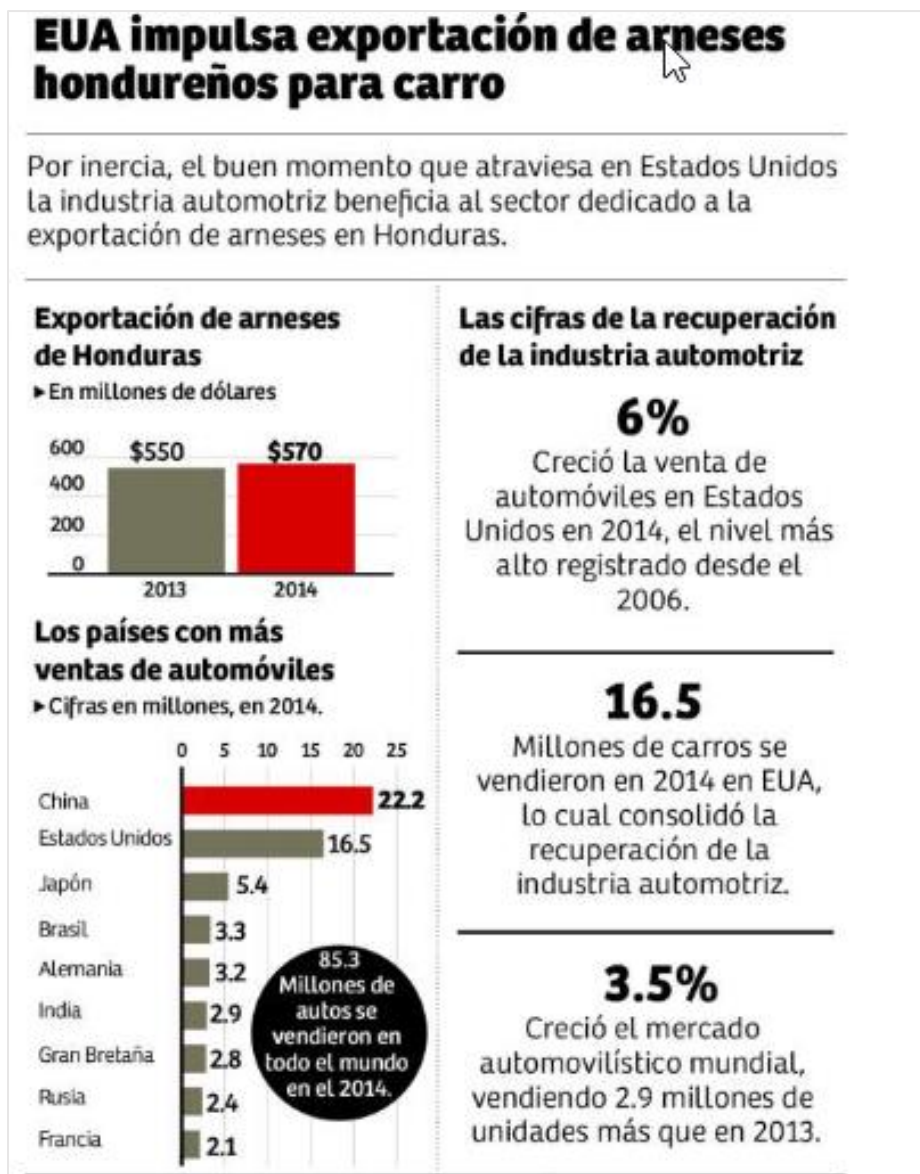 EUA impulsa exportación de arneses
hondureños para carro
Por inercia, el buen momento que atraviesa en Estados Unidos
la industria automotriz beneficia al sector dedicado a la
exportación de arneses en Honduras.
Exportación de arneses
de Honduras
▸En millones de dólares
600
400
200
0
$550
$570
2013
2014
Los países con más
ventas de automóviles
▸Cifras en millones, en 2014.
0 5 10 15 20 25
China 22.2
Estados Unidos 16.5
Japón 5.4
Brasil 3.3
Alemania 3.2
India 2.9
Gran Bretaña 2.8
Rusia 2.4
Francia 2.1
85.3
Millones de
autos se
vendieron en
todo el mundo
en el 2014.
Las cifras de la recuperación
de la industria automotriz
6%
Creció la venta de
automóviles en Estados
Unidos en 2014, el nivel más
alto registrado desde el
2006.
16.5
Millones de carros se
vendieron en 2014 en EUA,
lo cual consolidó la
recuperación de la
industria automotriz.
3.5%
Creció el mercado
automovilístico mundial,
vendiendo 2.9 millones de
unidades más que en 2013.